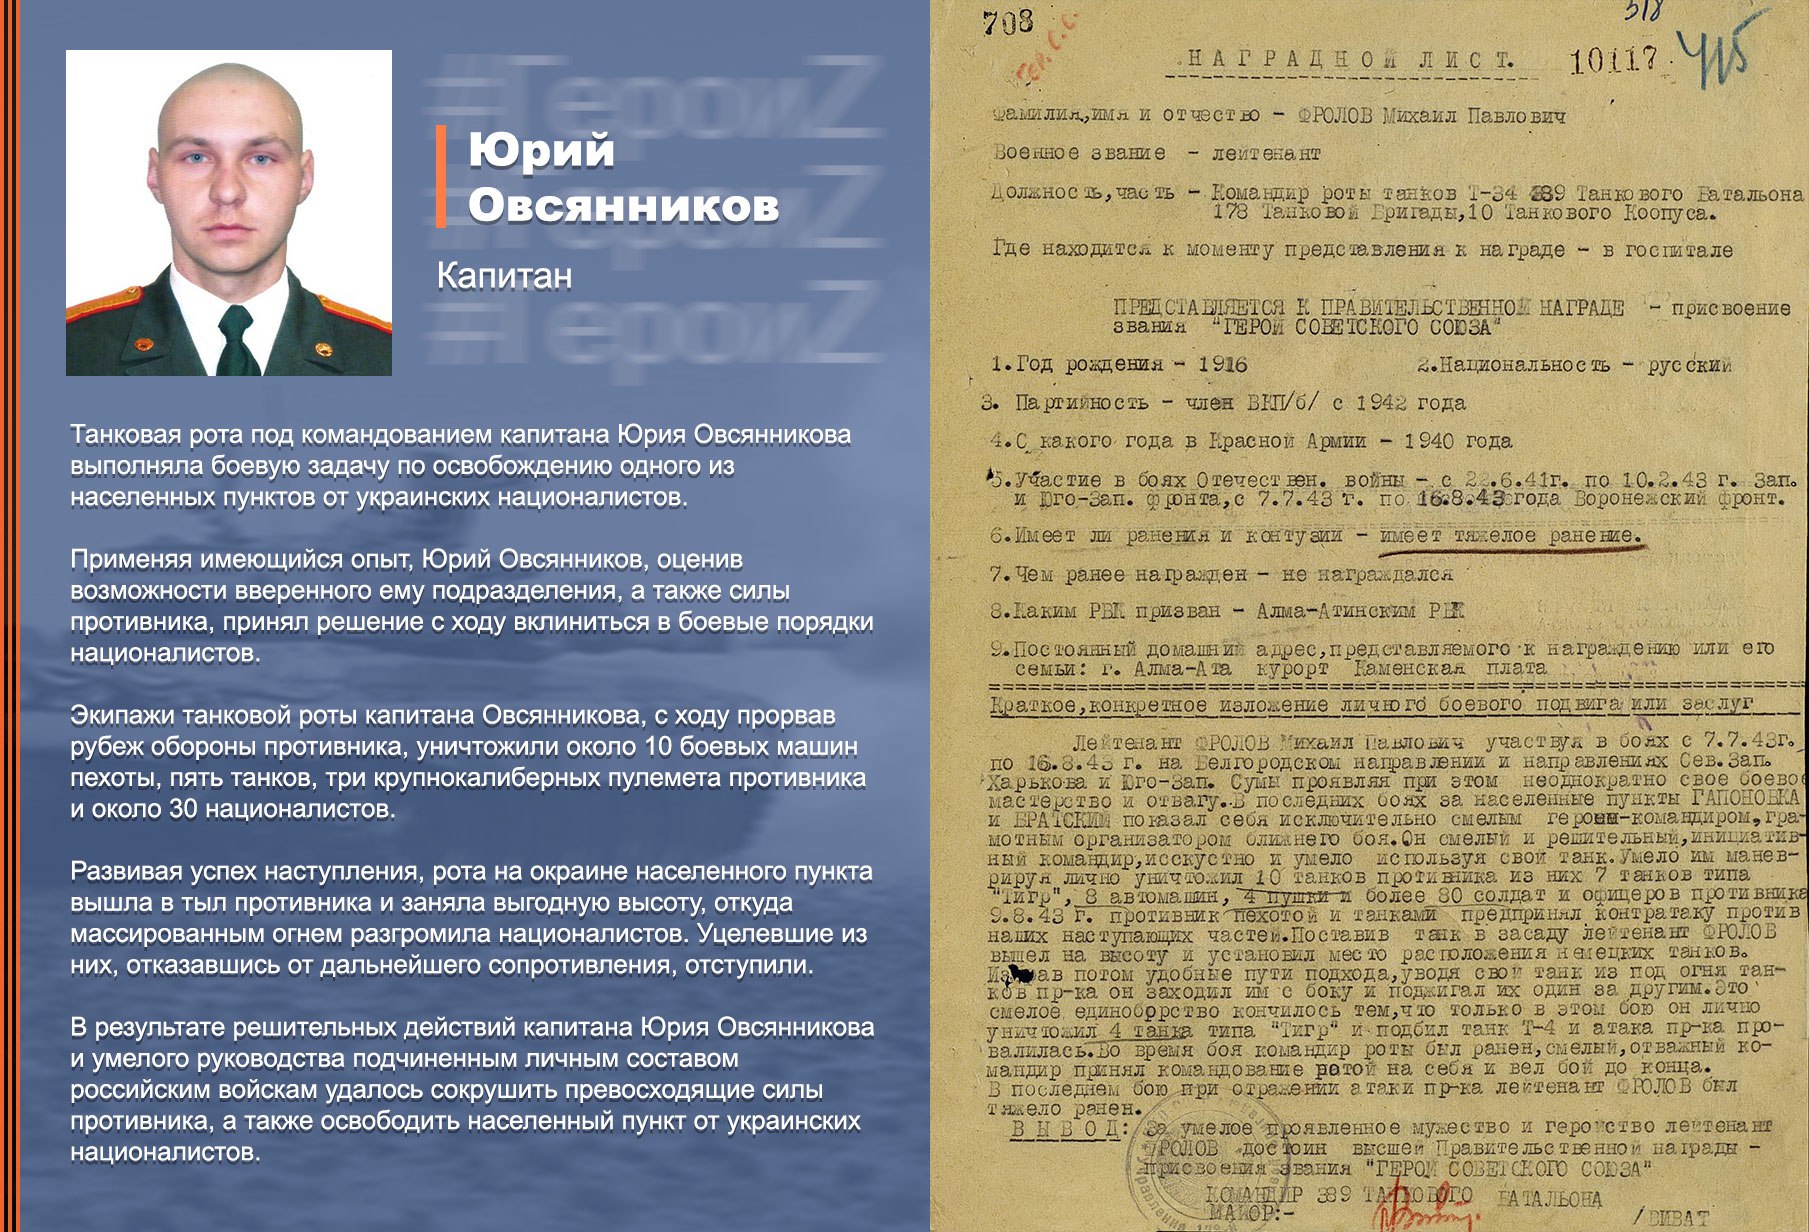 #ГероиZ
#ГероиZ
#ГероиZ
Юрий
Овсянников
Капитан
Танковая рота под командованием капитана Юрия Овсянникова
выполняла боевую задачу по освобождению одного из
населенных пунктов от украинских националистов.
Применяя имеющийся опыт, Юрий Овсянников, оценив
возможности вверенного ему подразделения, а также силы
противника, принял решение с ходу вклиниться в боевые порядки
националистов.
Экипажи танковой роты капитана Овсянникова, с ходу прорвав
рубеж обороны противника, уничтожили около 10 боевых машин
пехоты, пять танков, три крупнокалиберных пулемета противника
и около 30 националистов.
Развивая успех наступления, рота на окраине населенного пункта
вышла в тыл противника и заняла выгодную высоту, откуда
массированным огнем разгромила националистов. Уцелевшие из
них, отказавшись от дальнейшего сопротивления, отступили.
В результате решительных действий капитана Юрия Овсянникова
и умелого руководства подчиненным личным составом
российским войскам удалось сокрушить превосходящие силы
противника, а также освободить населенный пункт от украинских
националистов.
708
518
НАГРАДНОЙ ЛИСТ.
10117
Фамилия,имя и отчество – ФРОЛОВ Михаил Павлович
Военное звание – лейтенант
Должность,часть – Командир роты танков Т-34 389 Танкового Батальона
178 Танковой Бригады,10 Танкового Коопуса.
Где находится к моменту представления к награде – в госпитале
ПРЕДСТАВЛЯЕТСЯ К ПРАВИТЕЛЬСТВЕННОЙ НАГРАДЕ – присвоение
звания "ГЕРОЙ СОВЕТСКОГО СОЮЗА"
1.Год рождения – 1916 2.Национальность – русский
3. Партийность – член ВКП/б/ с 1942 года
4.С какого года в Красной Армии – 1940 года
5.Участие в боях Отечествен. войны – с 22.6.41г. по 10.2.43 г. Зап.
и Юго-Зап. фронта,с 7.7.43 г. по 16.8.43 года Воронежский фронт.
6.Имеет ли ранения и контузии – имеет тяжелое ранение.
7.Чем ранее награжден – не награждался
8.Каким РВК призван – Алма-Атинским РВК
9.Постоянный домашний адрес,представляемого к награждению или его
семьи: г. Алма-Ата курорт Каменская плата
Краткое,конкретное изложение личного боевого подвига или заслуг
Лейтенант ФРОЛОВ Михаил Павлович участвуя в боях с 7.7.43г.
по 16.8.43 г. на Белгородском направлении и направлениях Сев.Зап.
Харькова и Юго-Зап. Сумы проявляя при этом неоднократно свое боевое
мастерство и отвагу.В последних боях за населенные пункты ГАПОНОВКА
и БРАТСКИЙ показал себя исключительно смелым героем-командиром,гра-
мотным организатором ближнего боя.Он смелый и решительный,инициатив-
ный командир,исскустно и умело используя свой танк.Умело им манев-
рируя лично уничтожил 10 танков противника из них 7 танков типа
"Тигр", 8 автомашин, 4 пушки и более 80 солдат и офицеров противника
9.8.43 г. противник пехотой и танками предпринял контратаку против
наших наступающих частей.Поставив танк в засаду лейтенант ФРОЛОВ
вышел на высоту и установил место расположения немецких танков.
потом удобные пути подхода,уводя свой танк из под огня тан-
ков пр-ка он заходил им с боку и поджигал их один за другим.Это
смелое единоборство кончилось тем,что только в этом бою он лично
уничтожил 4 танка типа "Тигр" и подбил танк Т-4 и атака пр-ка про-
валилась.Во время боя командир роты был ранен,смелый,отважный ко-
мандир принял командование ротой на себя и вел бой до конца.
В последнем бою при отражении атаки пр-ка лейтенант ФРОЛОВ был
тяжело ранен.
ВЫВОД: За умелое проявленное мужество и геройство лейтенант
ФРОЛОВ достоин высшей Правительственной награды –
присвоения звания "ГЕРОЙ СОВЕТСКОГО СОЮЗА"
КОМАНДИР 389 ТАНКОВОГО БАТАЛЬОНА
МАЙОР:- /ВИВАТ